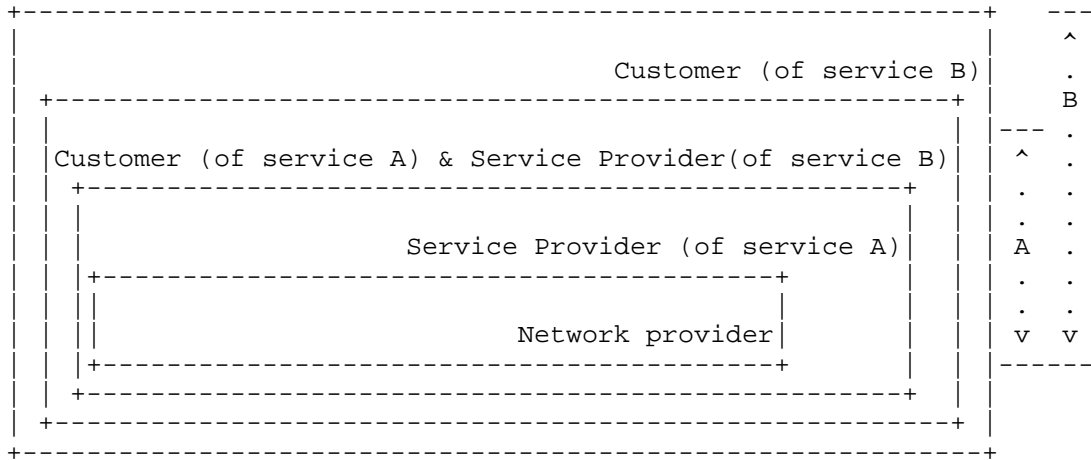 Customer (of service B)
B
Customer (of service A) & Service Provider(of service B)
Service Provider (of service A)
A
Network provider
v v